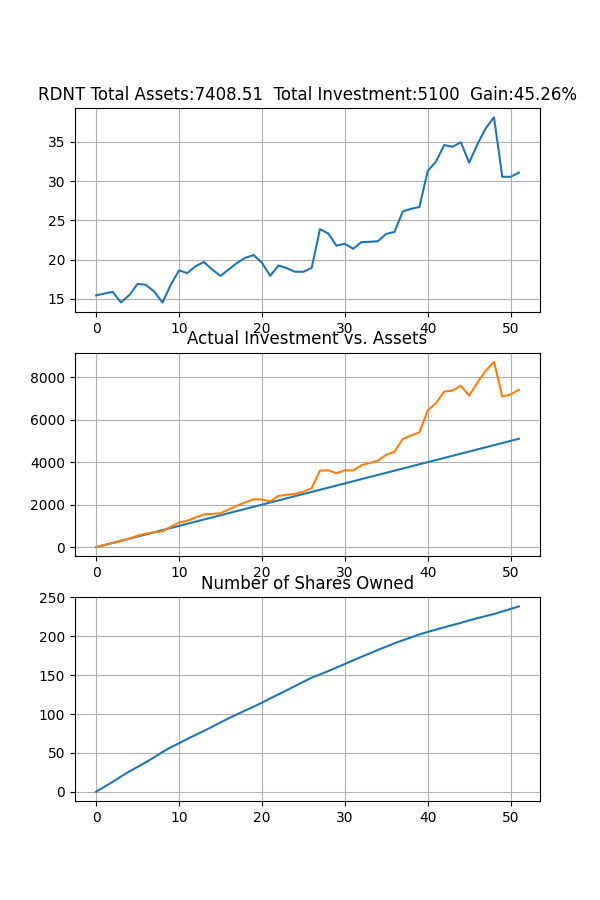 RDNT Total Assets:7408.51  Total Investment:5100  Gain:45.26%
35
30
25
20
15
0 10 20 30 40 50
Actual Investment vs. Assets
8000
6000
4000
2000
0
0 10 20 30 40 50
Number of Shares Owned
250
200
150
100
50
0
0 10 20 30 40 50